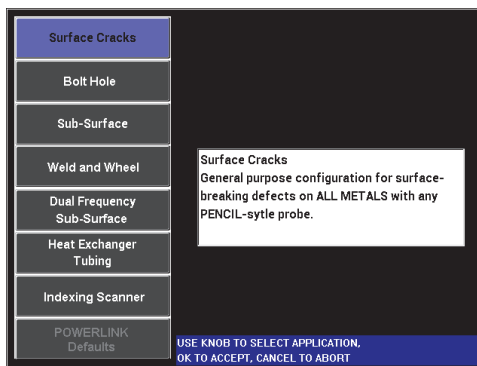 Surface Cracks
Bolt Hole
Sub-Surface
Weld and Wheel
Dual Frequency
Sub-Surface
Heat Exchanger
Tubing
Indexing Scanner
POWERLINK
Defaults
Surface Cracks
General purpose configuration for surface-
breaking defects on ALL METALS with any
PENCIL-sytle probe.
USE KNOB TO SELECT APPLICATION,
OK TO ACCEPT, CANCEL TO ABORT